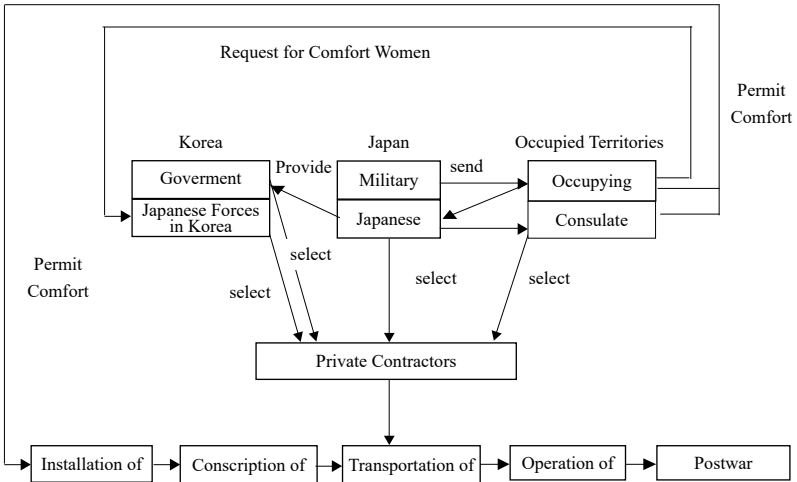 Request for Comfort Women
Permit
Comfort
Korea
Japan
Occupied Territories
Goverment
Provide
Military
send
Occupying
Japanese Forces
in Korea
Japanese
Consulate
select
Permit
Comfort
select
select
select
Private Contractors
Installation of
Conscription of
Transportation of
Operation of
Postwar